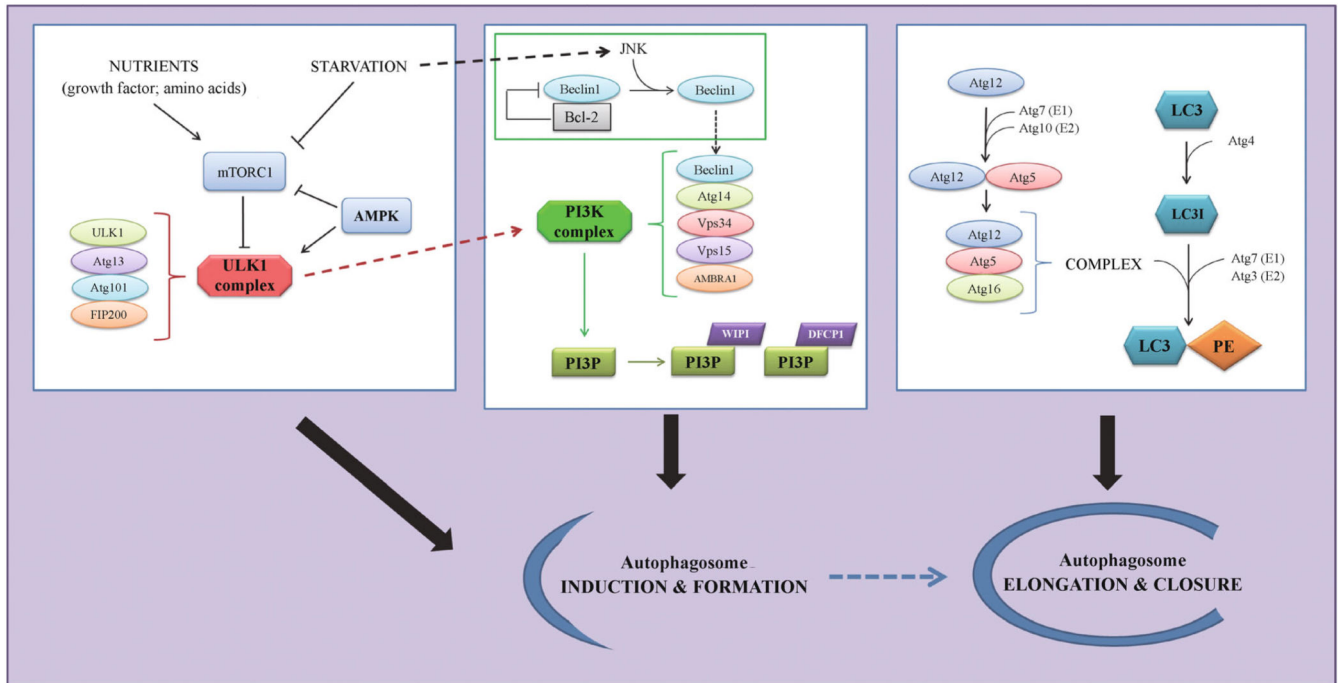 NUTRIENTS
(growth factor; amino acids)
STARVATION
mTORC1
AMPK
ULK1
Atg13
Atg101
FIP200
ULK1
complex
JNK
Beclin1
Bcl-2
Beclin1
PI3K
complex
Beclin1
Atg14
Vps34
Vps15
AMBRA1
PI3P
WIPI
PI3P
DFCP1
PI3P
Atg12
Atg7 (E1)
Atg10 (E2)
Atg12
Atg5
Atg12
Atg5
Atg16
COMPLEX
LC3
Atg4
LC3I
Atg7 (E1)
Atg3 (E2)
LC3
PE
Autophagosome
INDUCTION & FORMATION
Autophagosome
ELONGATION & CLOSURE